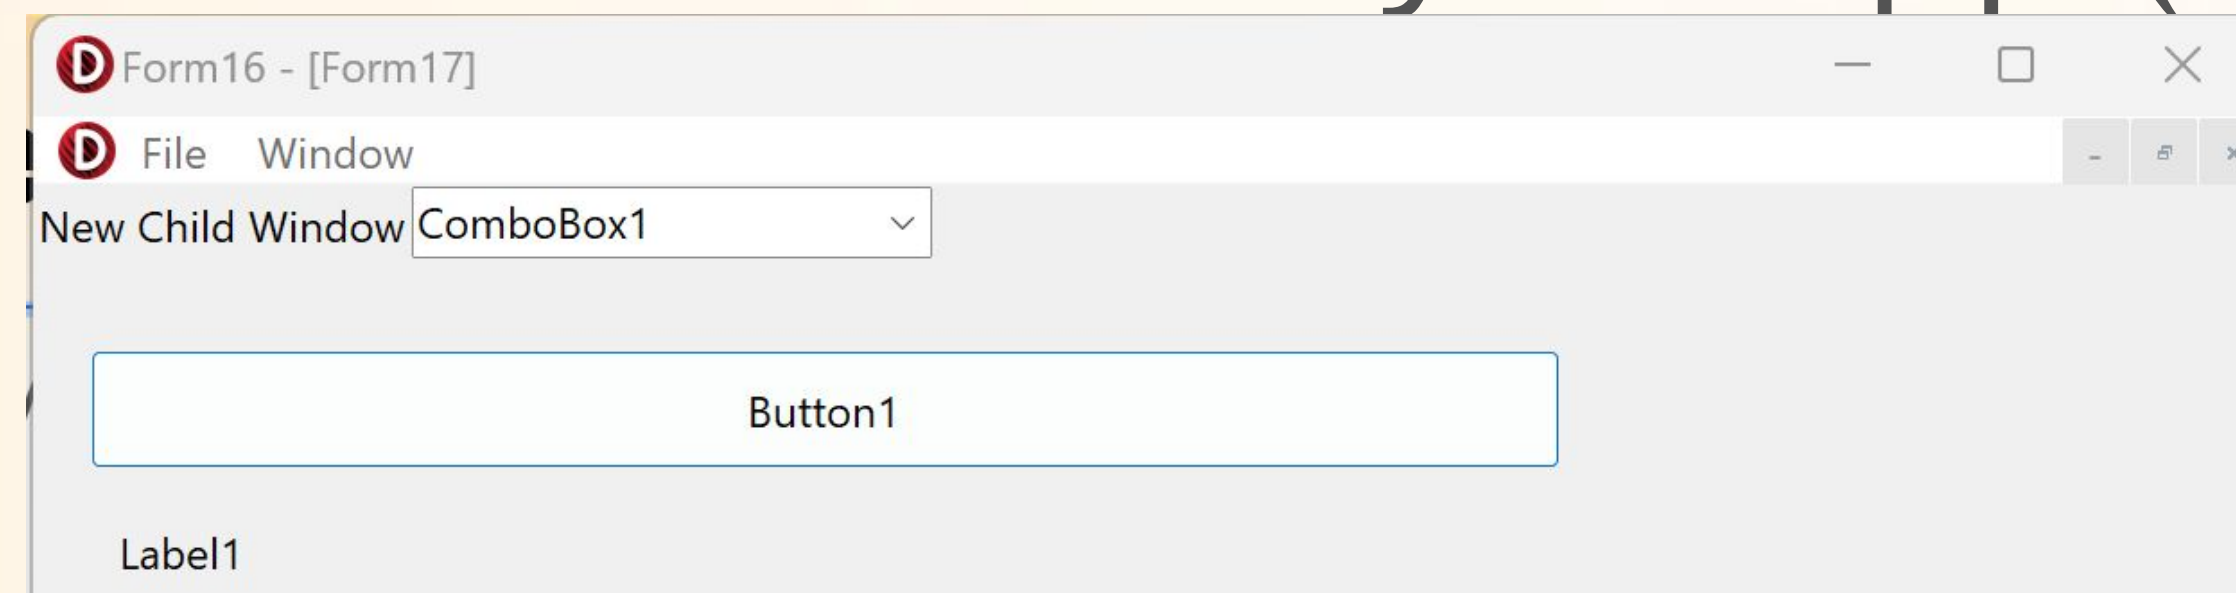 Form16 - [Form17]
File Window
New Child Window ComboBox1
Button1
Label1